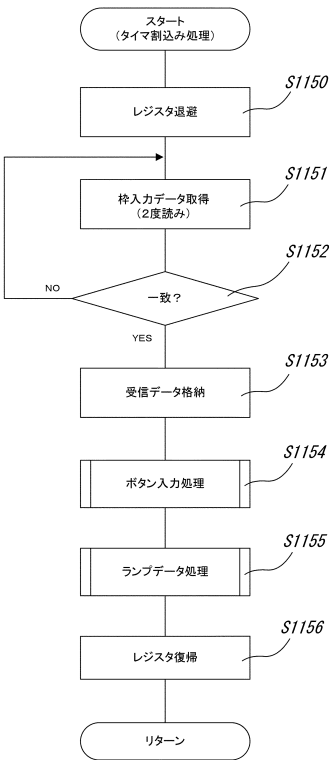 スタート
(タイマ割込み処理)
S1150
レジスタ退避
S1151
枠入力データ取得
(2度読み)
S1152
一致？
NO
YES
S1153
受信データ格納
S1154
ボタン入力処理
S1155
ランプデータ処理
S1156
レジスタ復帰
リターン